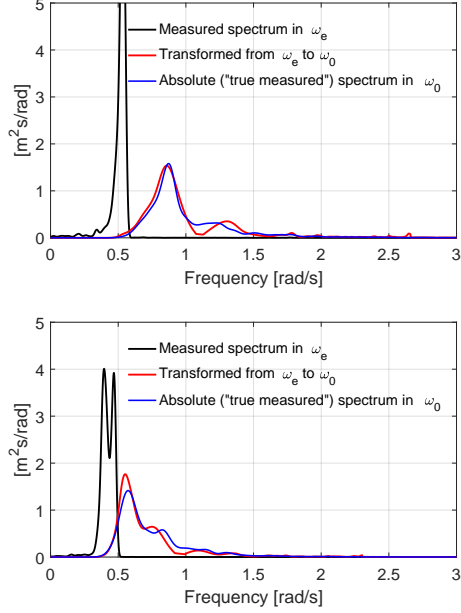 5
4
3
2
1
0
[m²s/rad]
Measured spectrum in ωₑ
Transformed from ωₑ to ω₀
Absolute ("true measured") spectrum in ω₀
0 0.5 1 1.5 2 2.5 3
Frequency [rad/s]
5
4
3
2
1
0
[m²s/rad]
Measured spectrum in ωₑ
Transformed from ωₑ to ω₀
Absolute ("true measured") spectrum in ω₀
0 0.5 1 1.5 2 2.5 3
Frequency [rad/s]